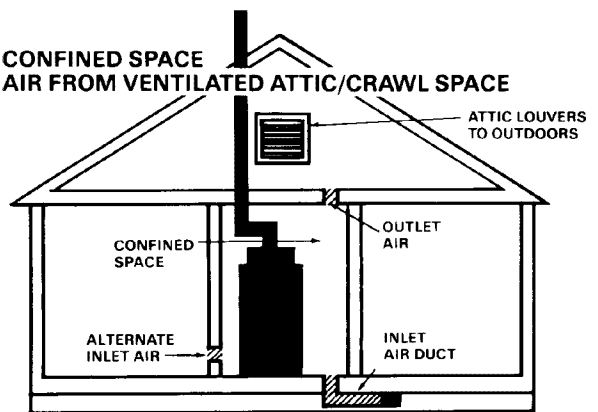 CONFINED SPACE
AIR FROM VENTILATED ATTIC/CRAWL SPACE
ATTIC LOUVERS
TO OUTDOORS
OUTLET
AIR
CONFINED
SPACE
ALTERNATE
INLET AIR
INLET
AIR DUCT